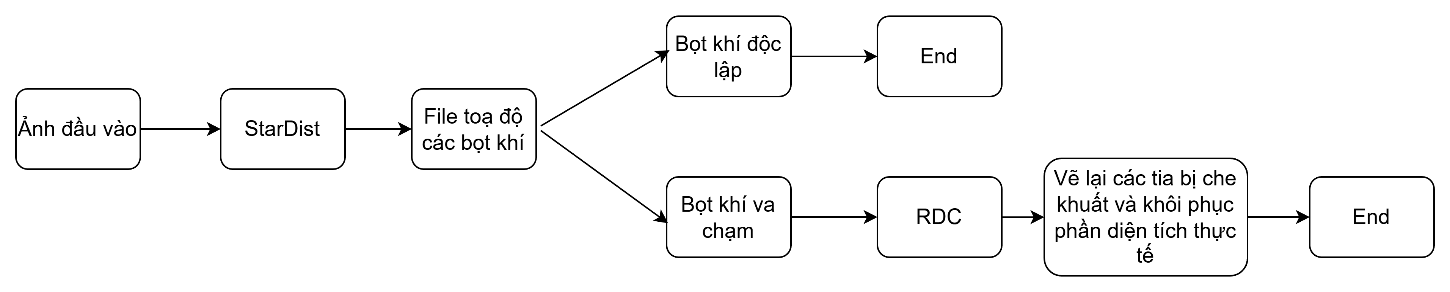 Ảnh đầu vào
StarDist
File toạ độ
các bọt khí
Bọt khí độc
lập
End
Bọt khí va
chạm
RDC
Vẽ lại các tia bị che
khuất và khôi phục
phần diện tích thực
tế
End